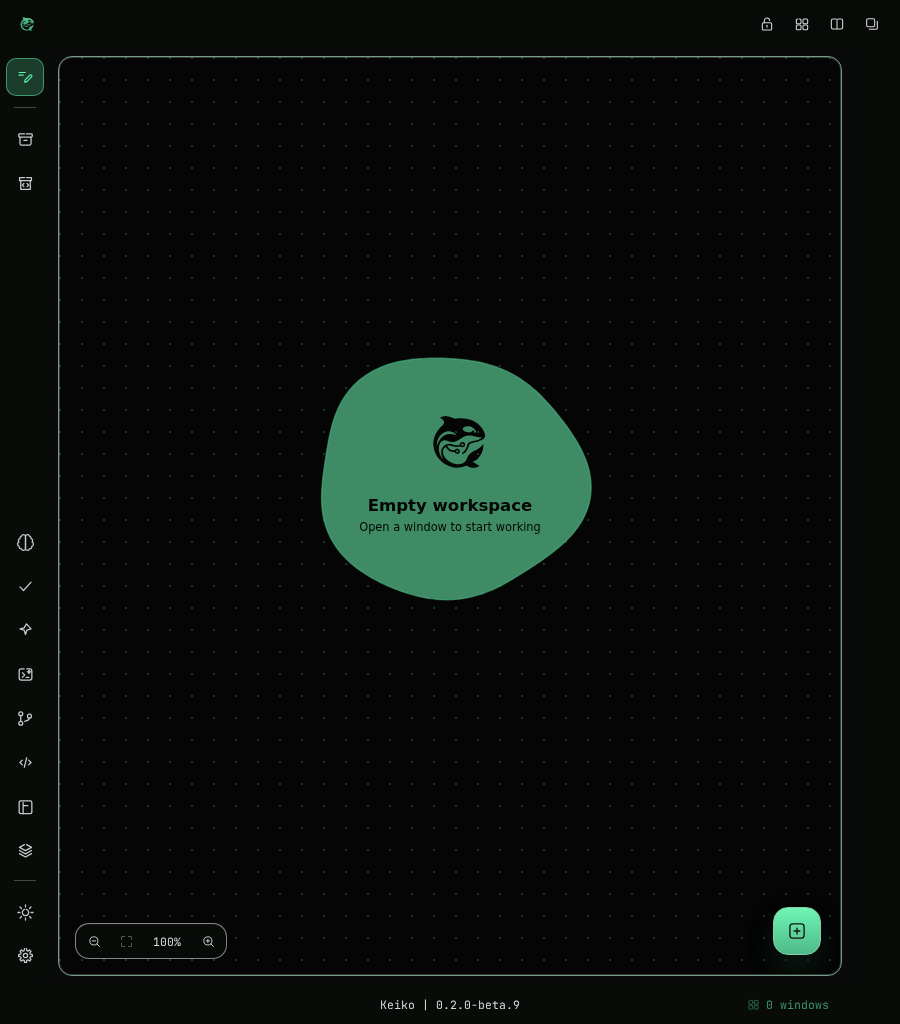 Empty workspace
Open a window to start working
100%
Keiko | 0.2.0-beta.9
0 windows